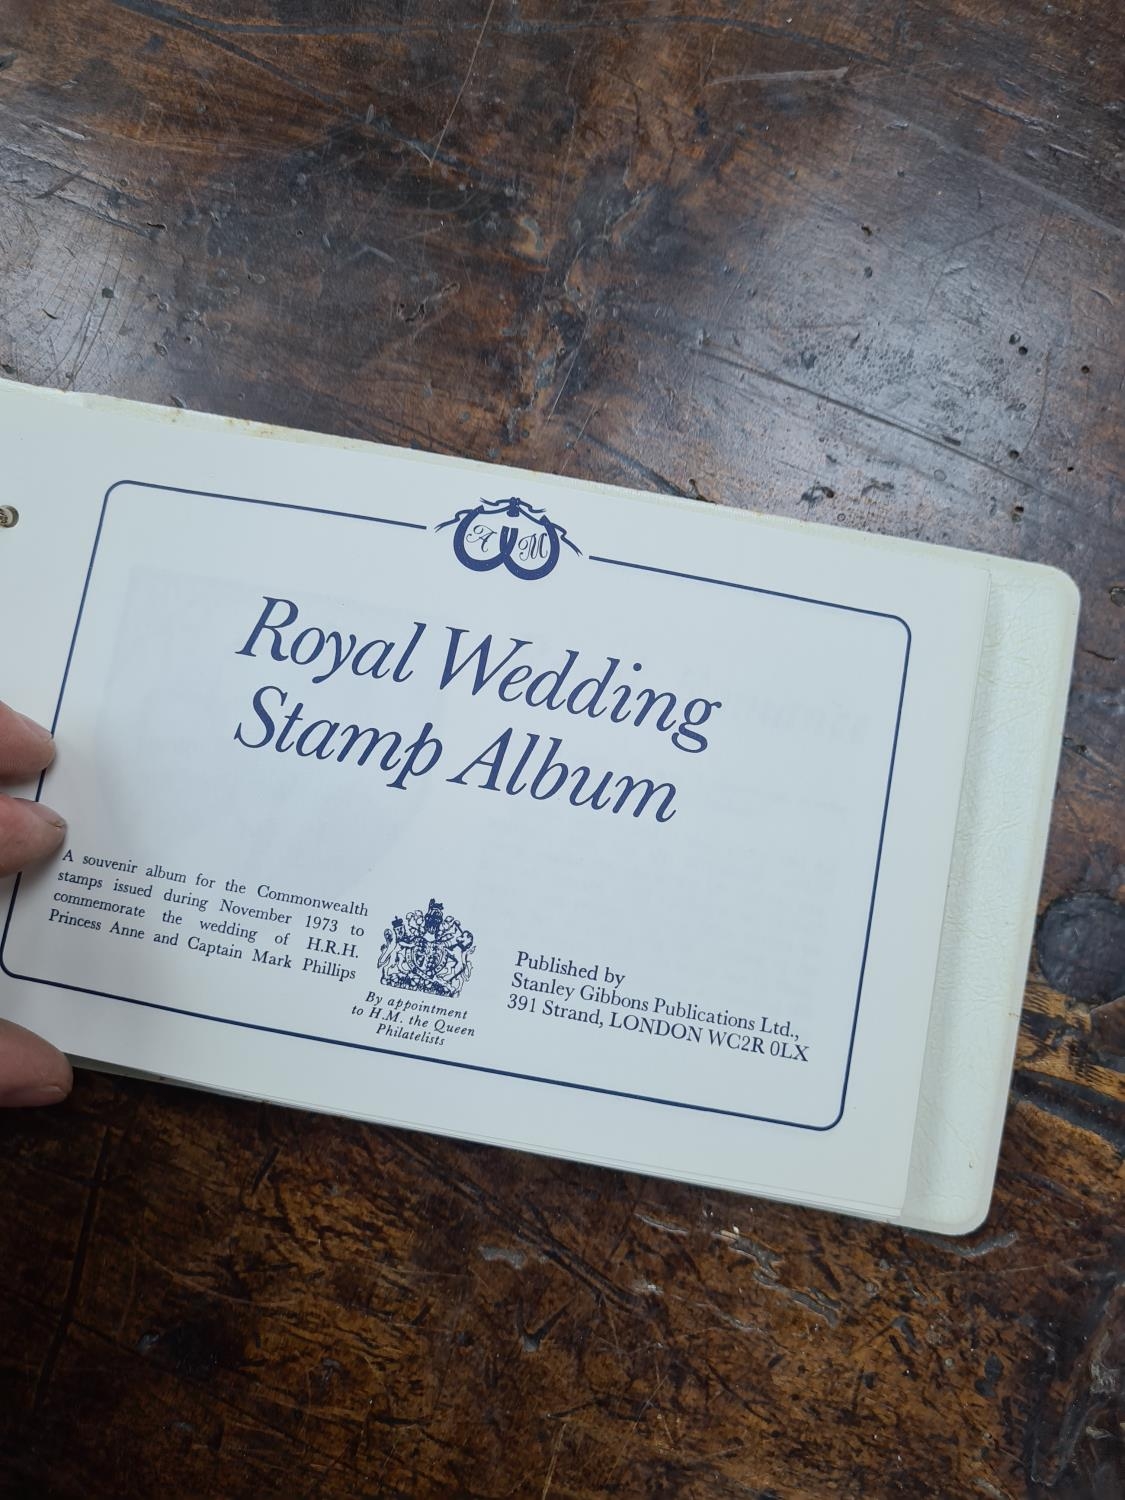 A M
Royal Wedding
Stamp Album
A souvenir album for the Commonwealth
stamps issued during November 1973 to
commemorate the wedding of H.R.H.
Princess Anne and Captain Mark Phillips
By appointment
to H.M. the Queen
Philatelists
Published by
Stanley Gibbons Publications Ltd.,
391 Strand, LONDON WC2R 0LX